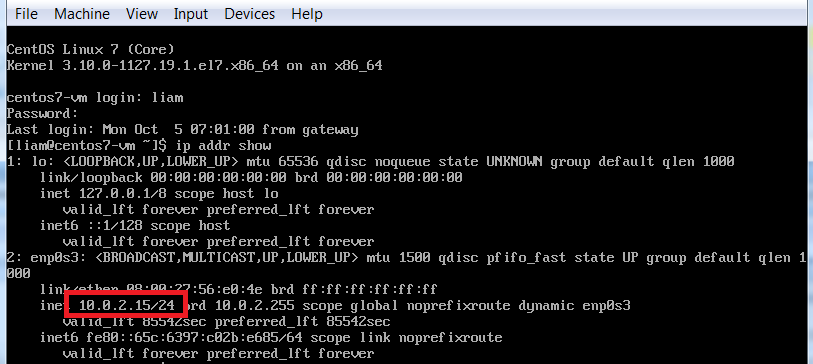 File Machine View Input Devices Help
CentOS Linux 7 (Core)
Kernel 3.10.0-1127.19.1.el7.x86_64 on an x86_64
centos7-vm login: liam
Password:
Last login: Mon Oct  5 07:01:00 from gateway
[liam@centos7-vm ~]$ ip addr show
1: lo: <LOOPBACK,UP,LOWER_UP> mtu 65536 qdisc noqueue state UNKNOWN group default qlen 1000
link/loopback 00:00:00:00:00:00 brd 00:00:00:00:00:00
inet 127.0.0.1/8 scope host lo
valid_lft forever preferred_lft forever
inet6 ::1/128 scope host
valid_lft forever preferred_lft forever
2: enp0s3: <BROADCAST,MULTICAST,UP,LOWER_UP> mtu 1500 qdisc pfifo_fast state UP group default qlen 1
000
link/ether 08:00:27:56:e0:4e brd ff:ff:ff:ff:ff:ff
inet 10.0.2.15/24 brd 10.0.2.255 scope global noprefixroute dynamic enp0s3
valid_lft 85542sec preferred_lft 85542sec
inet6 fe80::65c:6397:c02b:e685/64 scope link noprefixroute
valid_lft forever preferred_lft forever